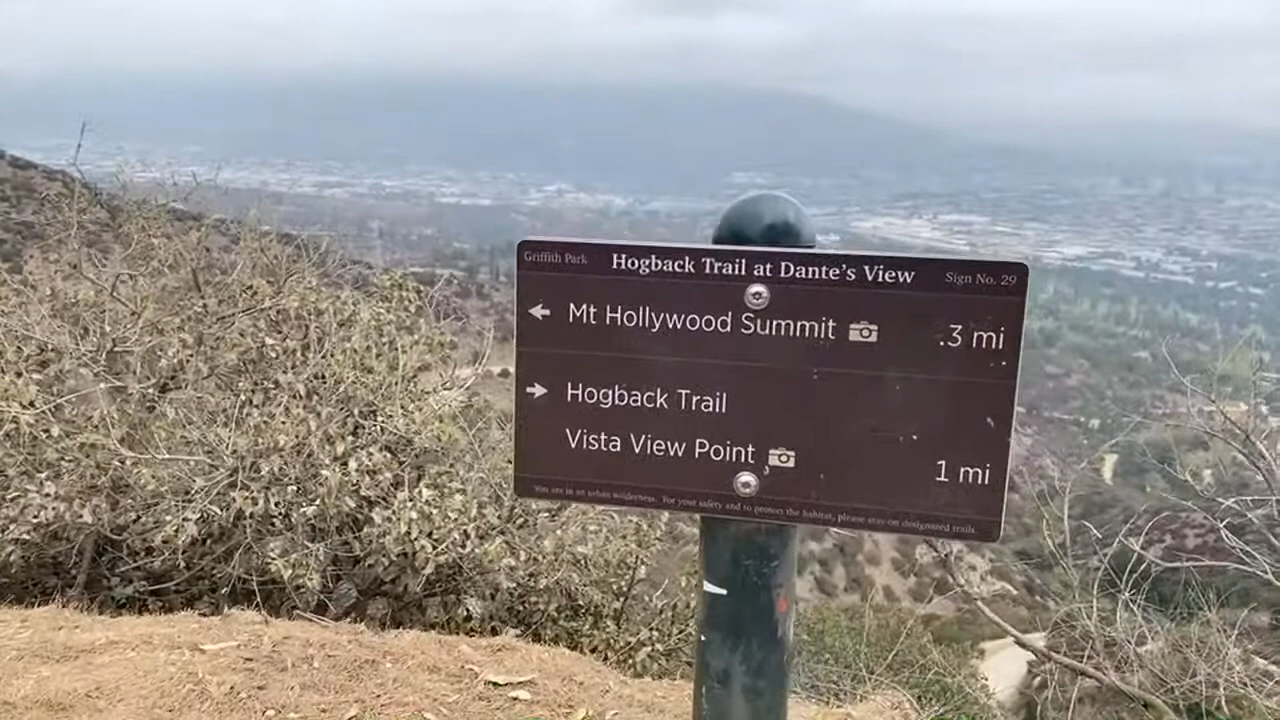 Griffith Park
Hogback Trail at Dante's View
Sign No. 29
Mt Hollywood Summit
.3 mi
Hogback Trail
Vista View Point
1 mi
You are in an urban wilderness. For your safety and to protect the habitat, please stay on designated trails.